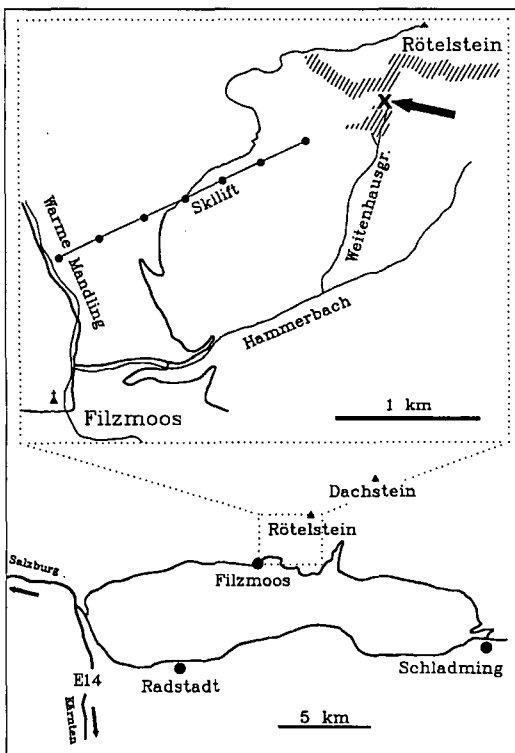 Rötelstein
X
Skilift
Weitenhausgr.
Warme
Mandling
Hammerbach
Filzmoos
1 km
Dachstein
Rötelstein
Filzmoos
Salzburg
Schladming
Radstadt
E14
Kärnten
5 km